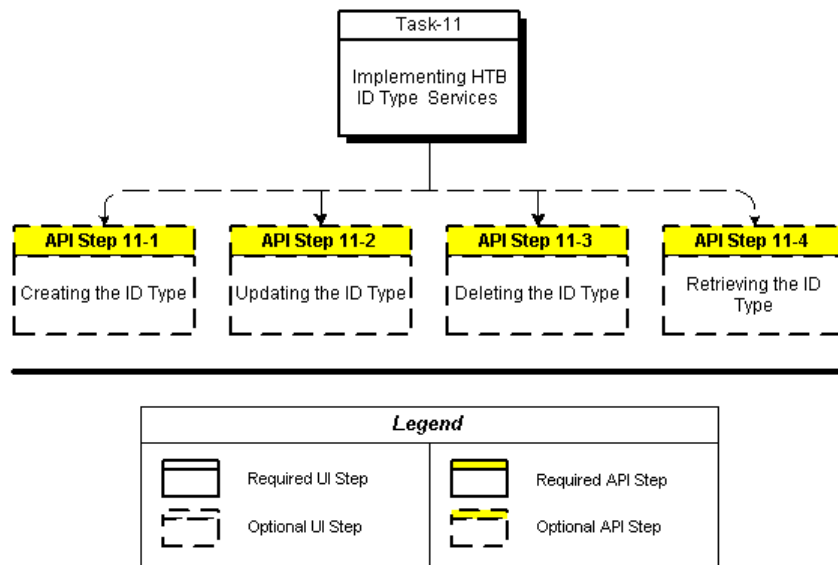 Task-11
Implementing HTB
ID Type Services
API Step 11-1
API Step 11-2
API Step 11-3
API Step 11-4
Creating the ID Type
Updating the ID Type
Deleting the ID Type
Retrieving the ID
Type
Legend
Required UI Step
Required API Step
Optional UI Step
Optional API Step